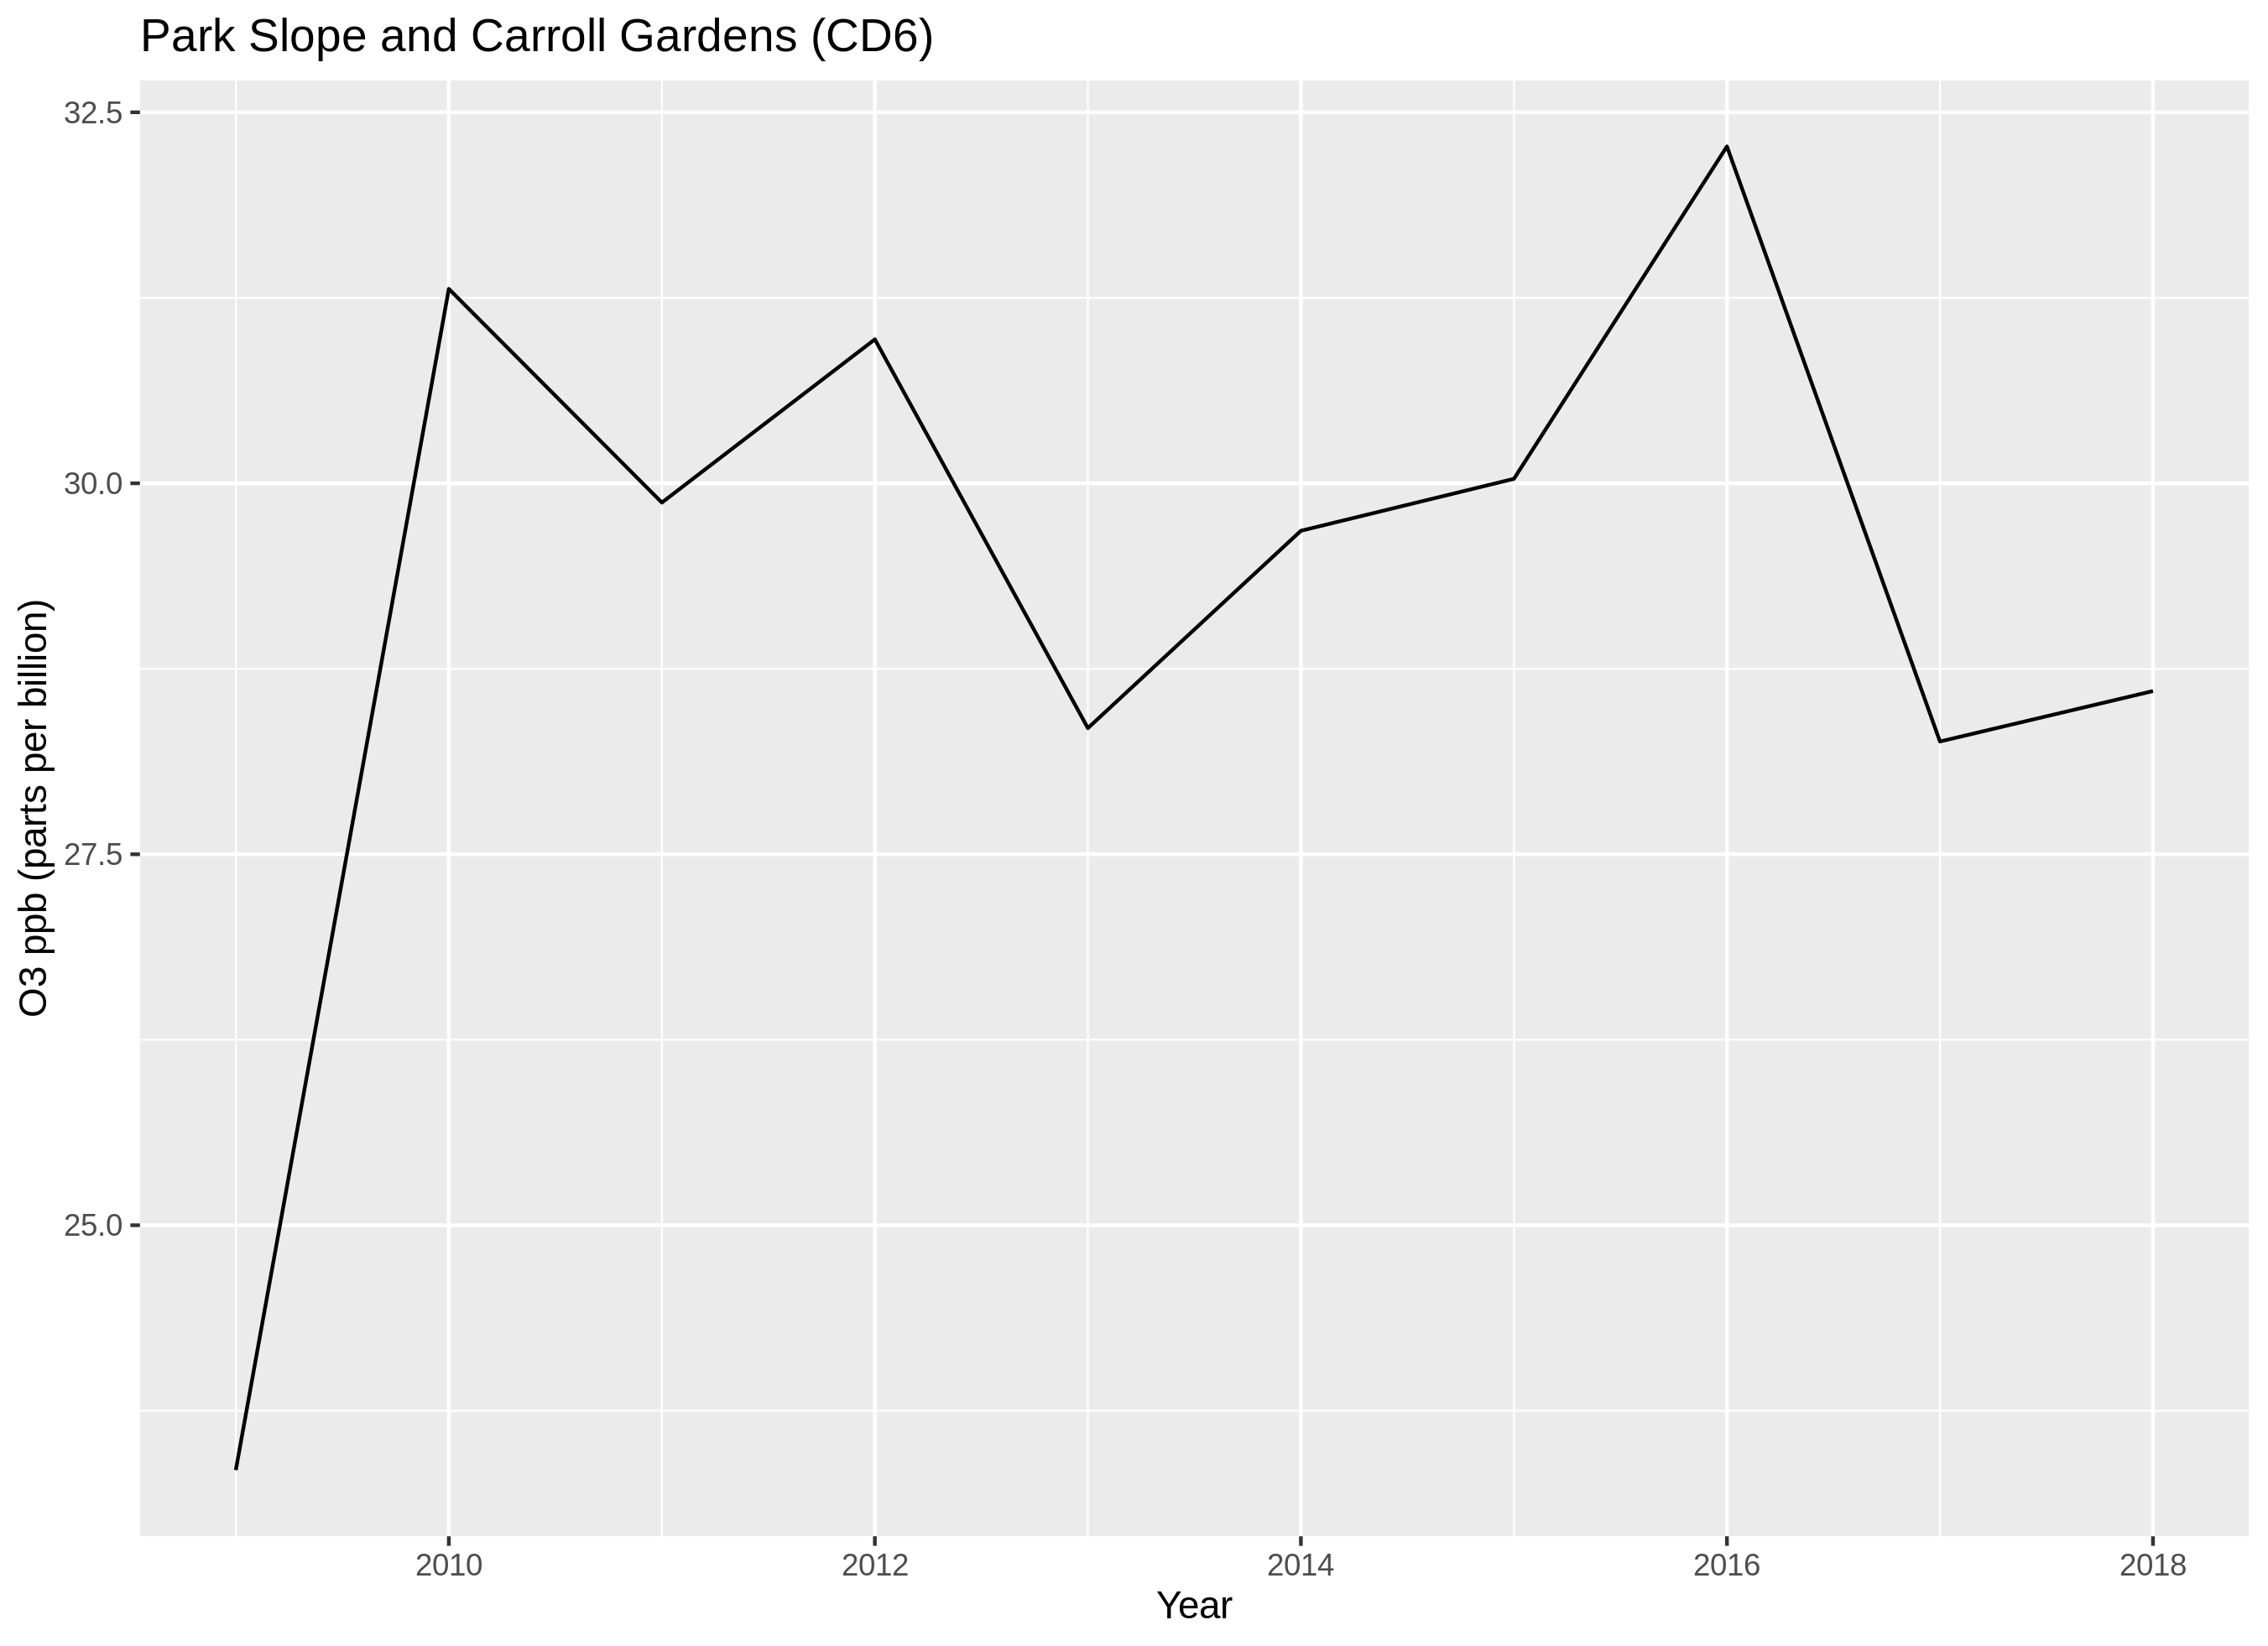 Park Slope and Carroll Gardens (CD6)
O3 ppb (parts per billion)
32.5
30.0
27.5
25.0
2010 2012 2014 2016 2018
Year